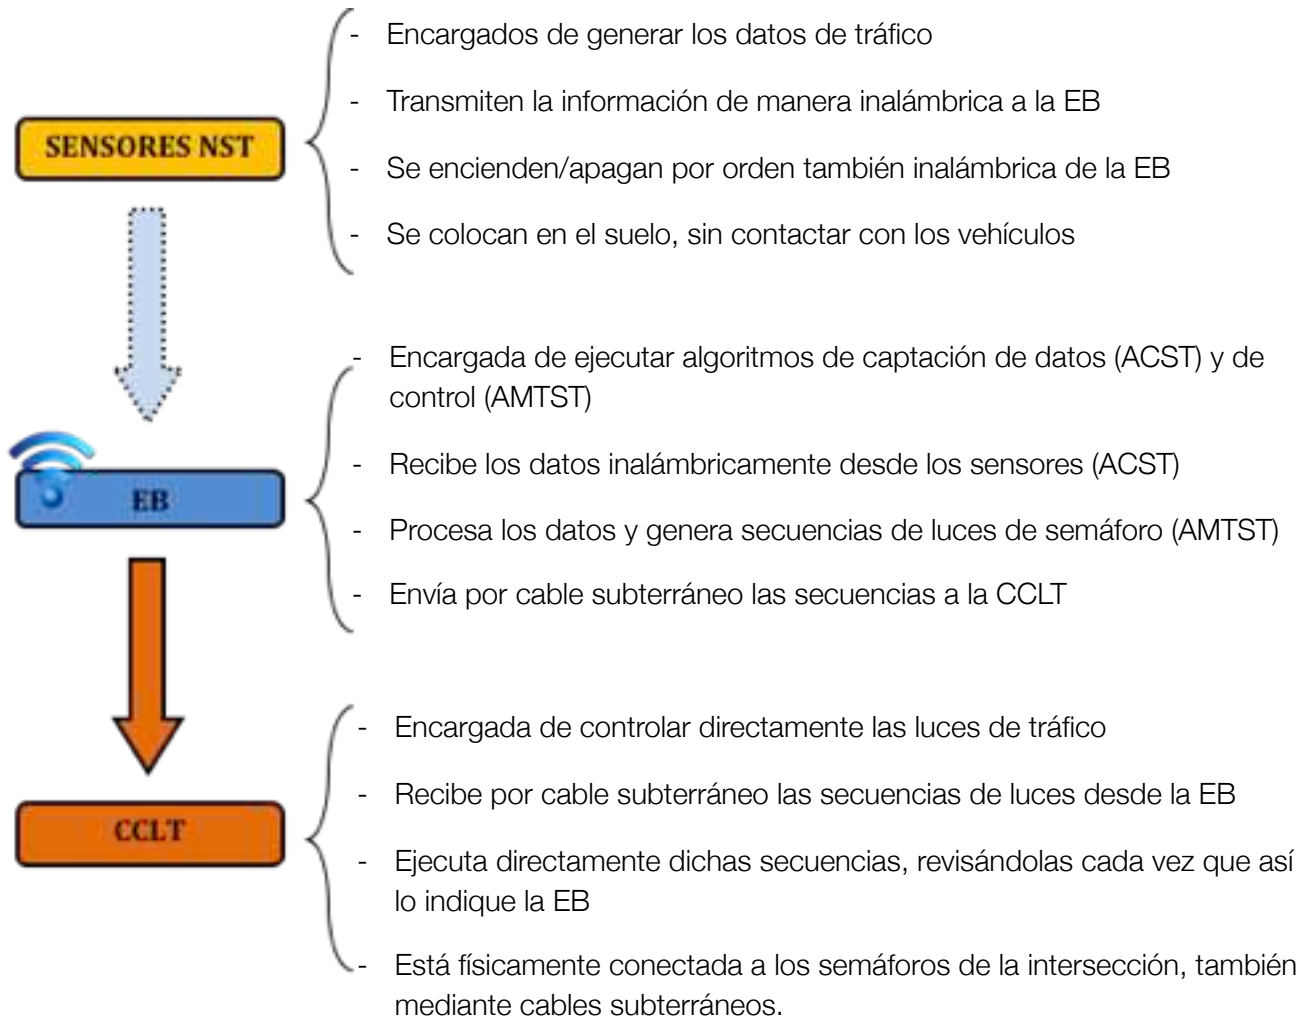 - Encargados de generar los datos de tráfico
- Transmiten la información de manera inalámbrica a la EB
SENSORES NST
- Se encienden/apagan por orden también inalámbrica de la EB
- Se colocan en el suelo, sin contactar con los vehículos
- Encargada de ejecutar algoritmos de captación de datos (ACST) y de
control (AMTST)
- Recibe los datos inalámbricamente desde los sensores (ACST)
EB
- Procesa los datos y genera secuencias de luces de semáforo (AMTST)
- Envía por cable subterráneo las secuencias a la CCLT
- Encargada de controlar directamente las luces de tráfico
- Recibe por cable subterráneo las secuencias de luces desde la EB
CCLT
- Ejecuta directamente dichas secuencias, revisándolas cada vez que así
lo indique la EB
- Está físicamente conectada a los semáforos de la intersección, también
mediante cables subterráneos.